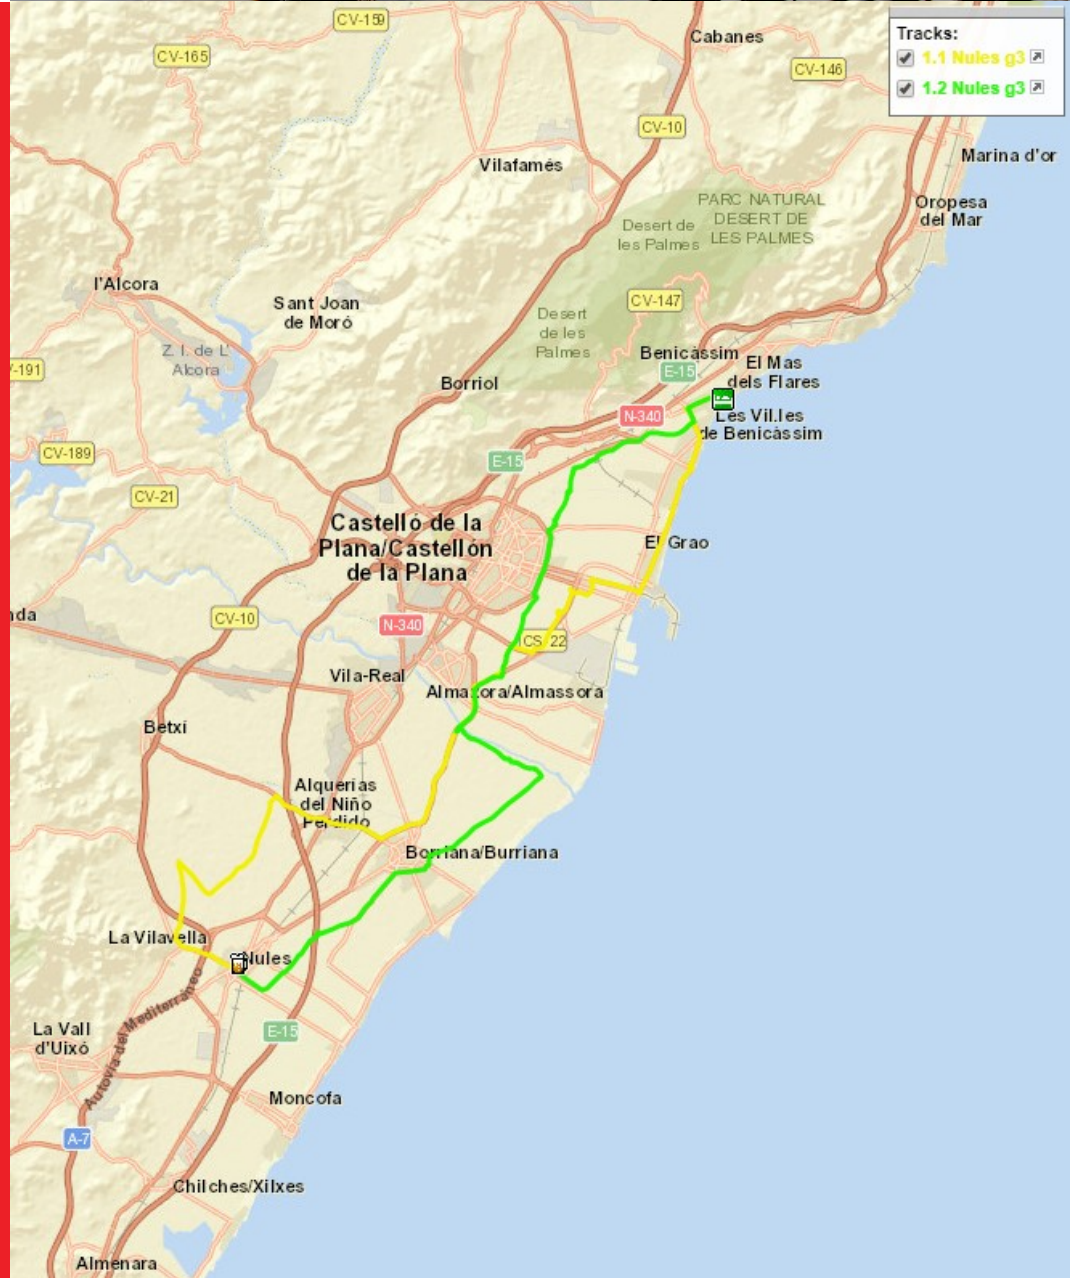 CV-159
Cabanes
Tracks:
1.1 Nules g3
1.2 Nules g3
CV-165
CV-146
CV-10
Marina d'or
Vilafamés
PARC NATURAL
DESERT DE
LES PALMES
Oropesa
del Mar
Desert de
les Palmes
l'Alcora
Sant Joan
de Moró
CV-147
Desert
de les
Palmes
Z. I. de L'
Alcora
-191
Benicàssim
El Mas
dels Flares
E-15
Borriol
N-340
Les Vil.les
de Benicàssim
CV-189
E-15
CV-21
Castelló de la
Plana/Castellón
de la Plana
El Grao
nda
CV-10
N-340
CS 22
Vila-Real
Almazora/Almassora
Betxí
Alquerías
del Niño
Perdido
Borriana/Burriana
La Vilavella
Nules
Autovía del Mediterráneo
La Vall
d'Uixó
E-15
Moncofa
A-7
Chilches/Xilxes
Almenara